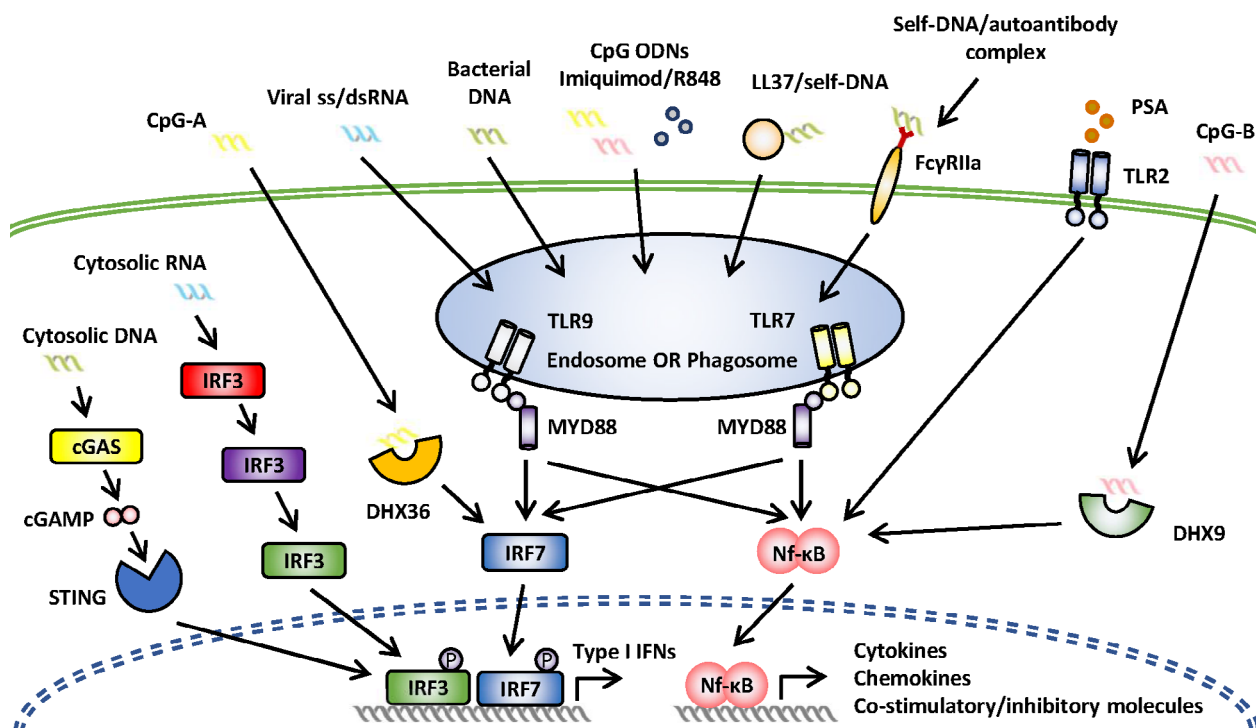 Self-DNA/autoantibody
complex
CpG ODNs
Imiquimod/R848
Bacterial
DNA
LL37/self-DNA
Viral ss/dsRNA
CpG-A
PSA
CpG-B
FcγRIIa
TLR2
Cytosolic RNA
Cytosolic DNA
TLR9
TLR7
Endosome OR Phagosome
IRF3
MYD88
MYD88
cGAS
IRF3
DHX36
cGAMP
IRF3
IRF7
Nf-κB
DHX9
STING
P
P
Type I IFNs
IRF3
IRF7
Nf-κB
Cytokines
Chemokines
Co-stimulatory/inhibitory molecules